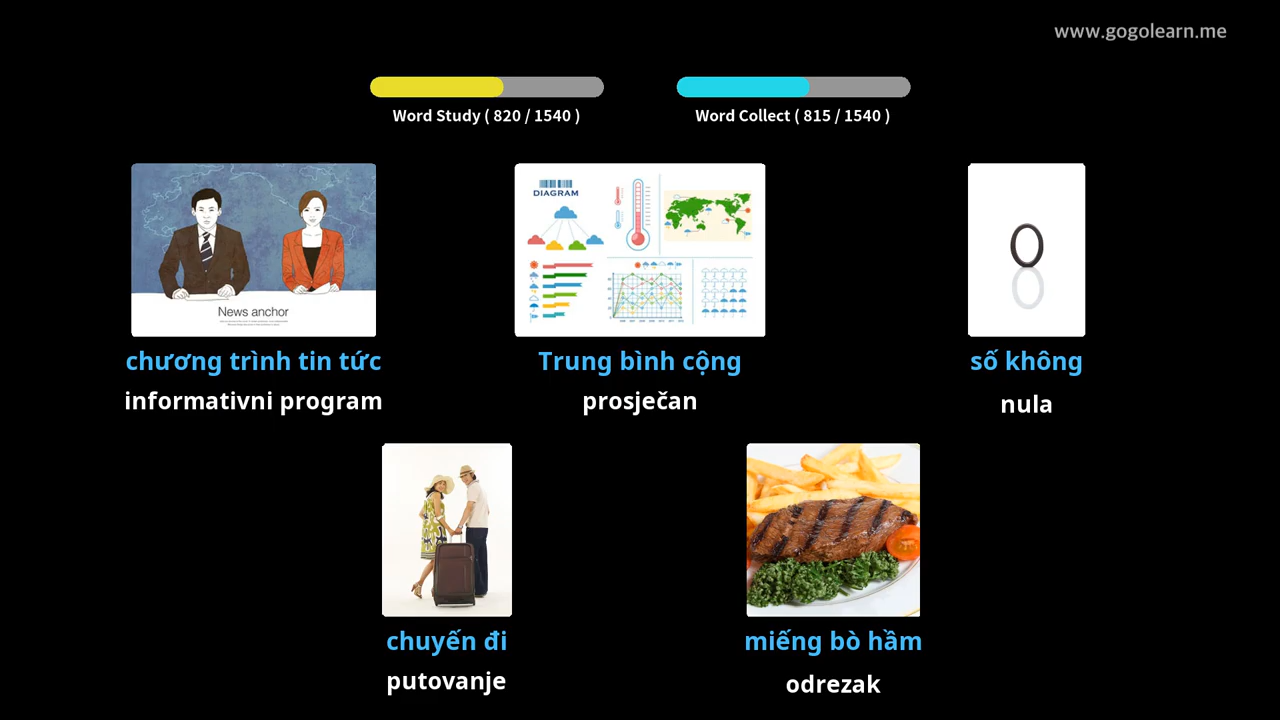 www.gogolearn.me
Word Study ( 820 / 1540 )
Word Collect ( 815 / 1540 )
News anchor
DIAGRAM
chương trình tin tức
Trung bình cộng
số không
informativni program
prosječan
nula
chuyến đi
miếng bò hầm
putovanje
odrezak